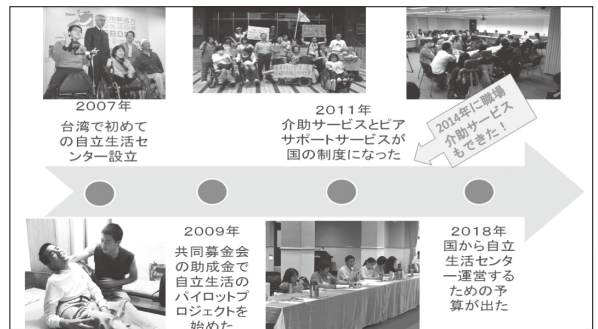 2007年
台湾で初めて
の自立生活セ
ンター設立
2009年
共同募金会
の助成金で
自立生活の
パイロットプ
ロジェクトを
始めた
2011年
介助サービスとピア
サポートサービスが
国の制度になった
2014年に職場
介助サービス
もできた！
2018年
国から自立
生活センタ
ー運営する
ための予
算が出た